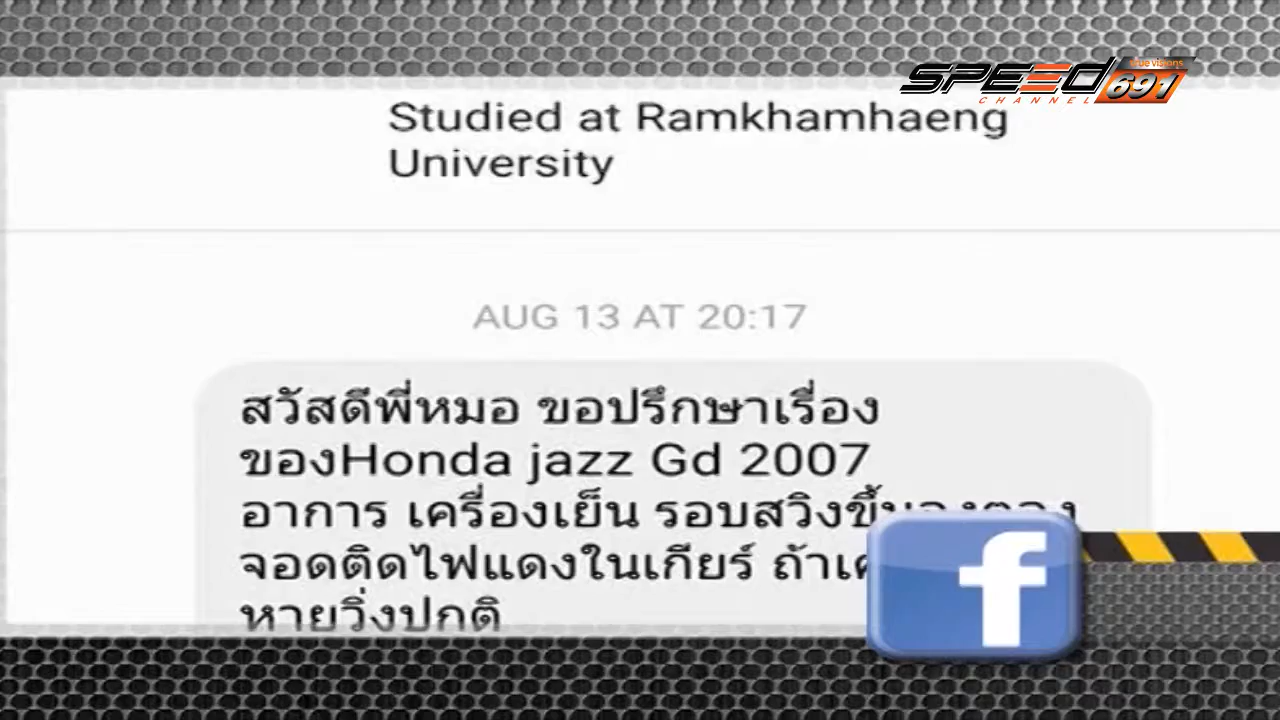 SPEED
true visions
CHANNEL 691
Studied at Ramkhamhaeng
University
AUG 13 AT 20:17
สวัสดีพี่หมอ ขอปรึกษาเรื่อง
ของHonda jazz Gd 2007
อาการ เครื่องเย็น รอบสวิงขึ้น
จอดติดไฟแดงในเกียร์
หายวิ่งปกติ
f